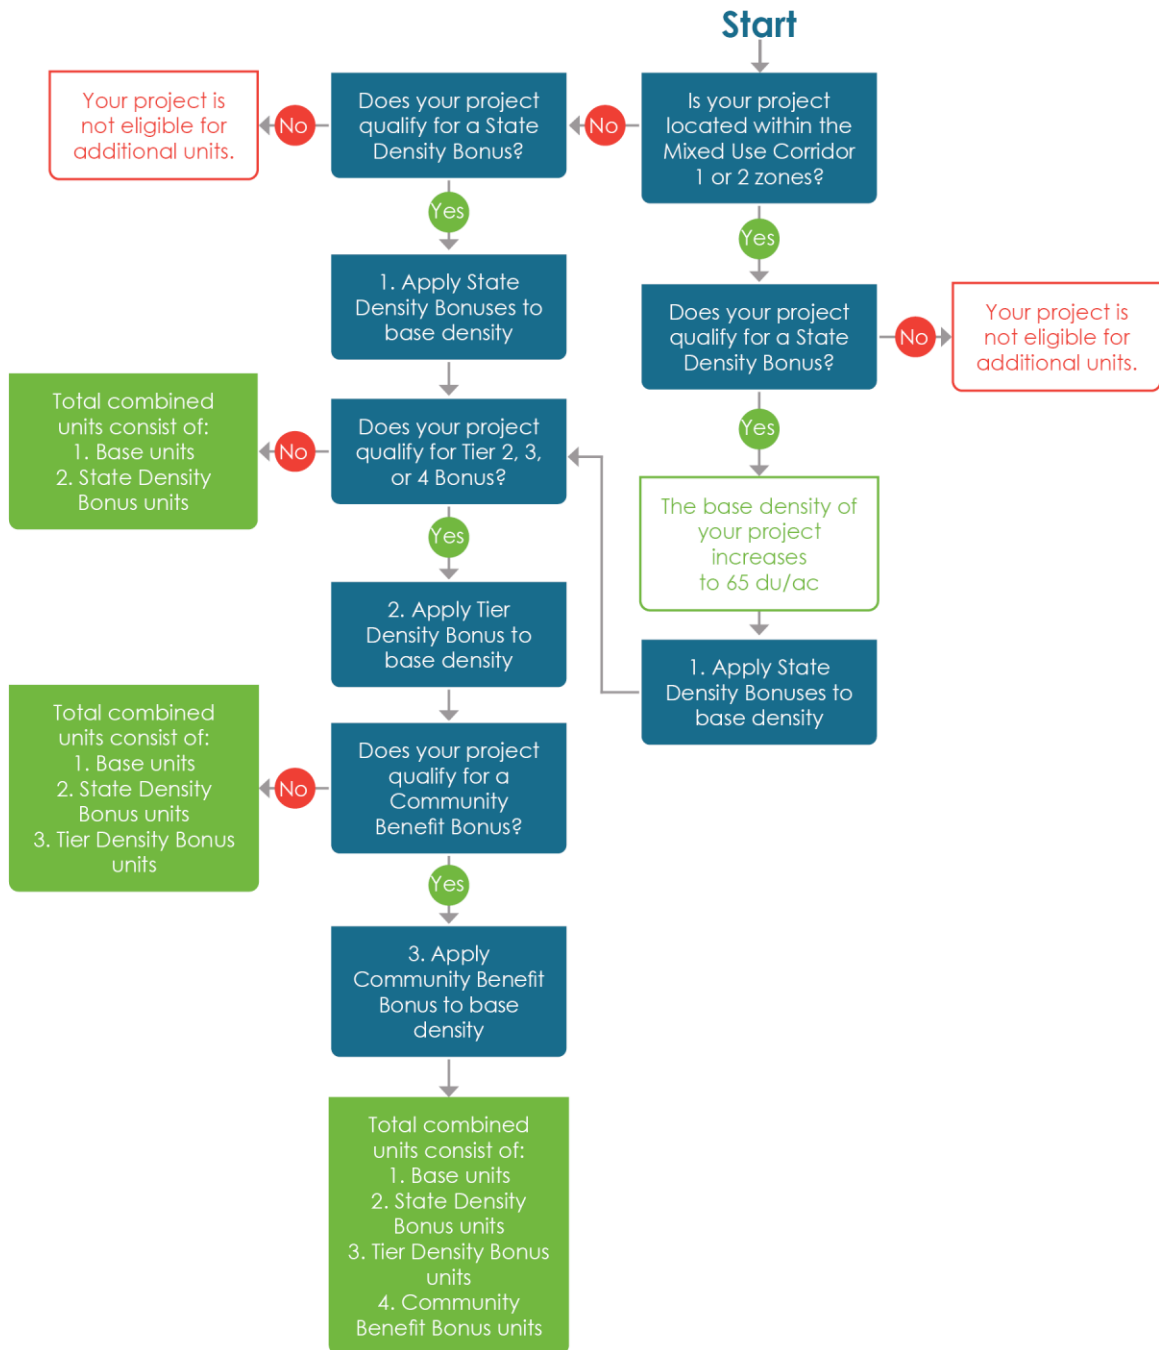 Start
Is your project
located within the
Mixed Use Corridor
1 or 2 zones?
No
Does your project
qualify for a State
Density Bonus?
No
Your project is
not eligible for
additional units.
Yes
1. Apply State
Density Bonuses to
base density
Yes
Does your project
qualify for a State
Density Bonus?
No
Your project is
not eligible for
additional units.
Yes
The base density of
your project
increases
to 65 du/ac
1. Apply State
Density Bonuses to
base density
Does your project
qualify for Tier 2, 3,
or 4 Bonus?
No
Total combined
units consist of:
1. Base units
2. State Density
Bonus units
Yes
2. Apply Tier
Density Bonus to
base density
Does your project
qualify for a
Community
Benefit Bonus?
No
Total combined
units consist of:
1. Base units
2. State Density
Bonus units
3. Tier Density Bonus
units
Yes
3. Apply
Community Benefit
Bonus to base
density
Total combined
units consist of:
1. Base units
2. State Density
Bonus units
3. Tier Density Bonus
units
4. Community
Benefit Bonus units